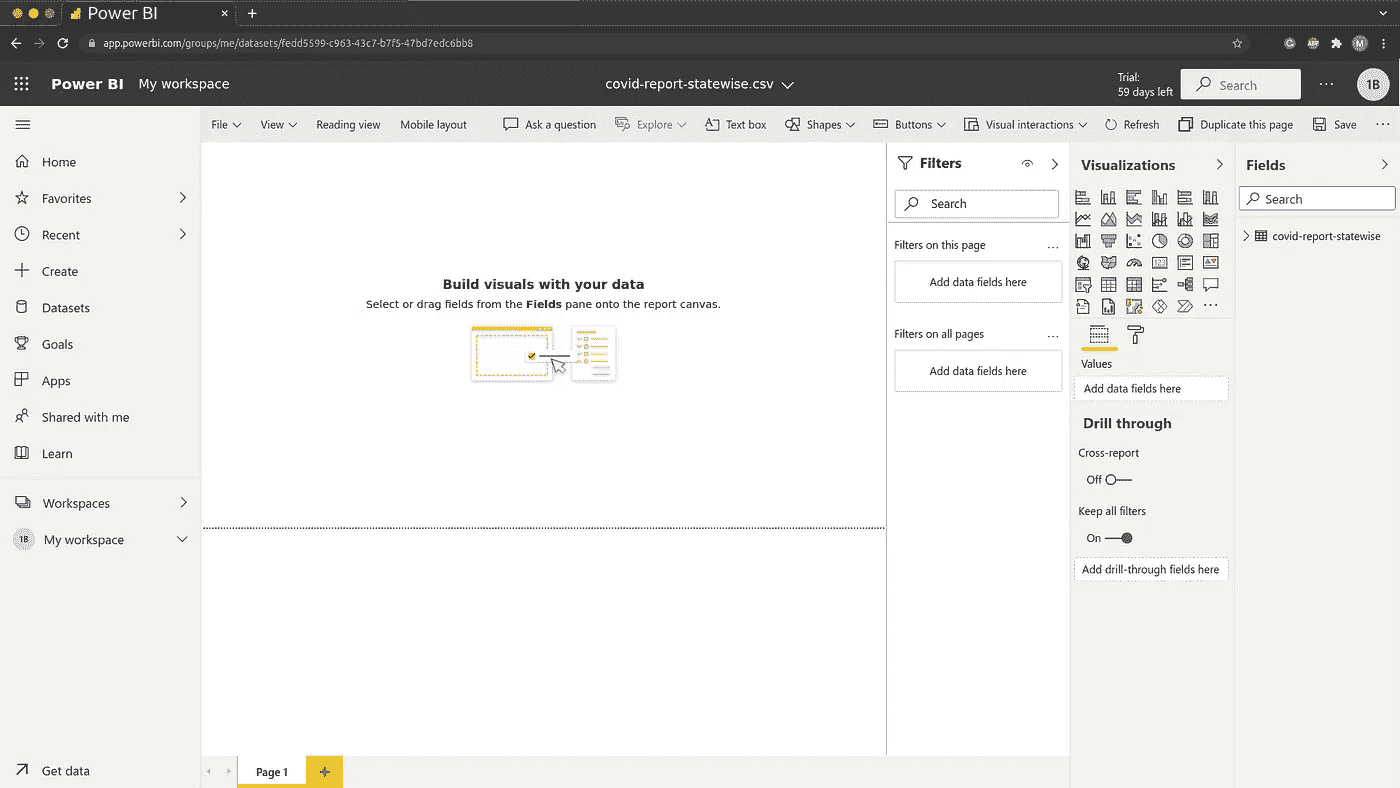 Power BI
app.powerbi.com/groups/me/datasets/fedd5599-c963-43c7-b7f5-47bd7edc6bb8
ABP
M
Power BI My workspace
covid-report-statewise.csv
Trial:
59 days left
Search
1B
File View Reading view Mobile layout Ask a question Explore Text box Shapes Buttons Visual interactions Refresh Duplicate this page Save
Home
Favorites
Recent
Create
Datasets
Goals
Apps
Shared with me
Learn
Workspaces
1B My workspace
Get data
Build visuals with your data
Select or drag fields from the Fields pane onto the report canvas.
Page 1
Filters
Search
Filters on this page
Add data fields here
Filters on all pages
Add data fields here
Visualizations
123
Values
Add data fields here
Drill through
Cross-report
Off
Keep all filters
On
Add drill-through fields here
Fields
Search
covid-report-statewise